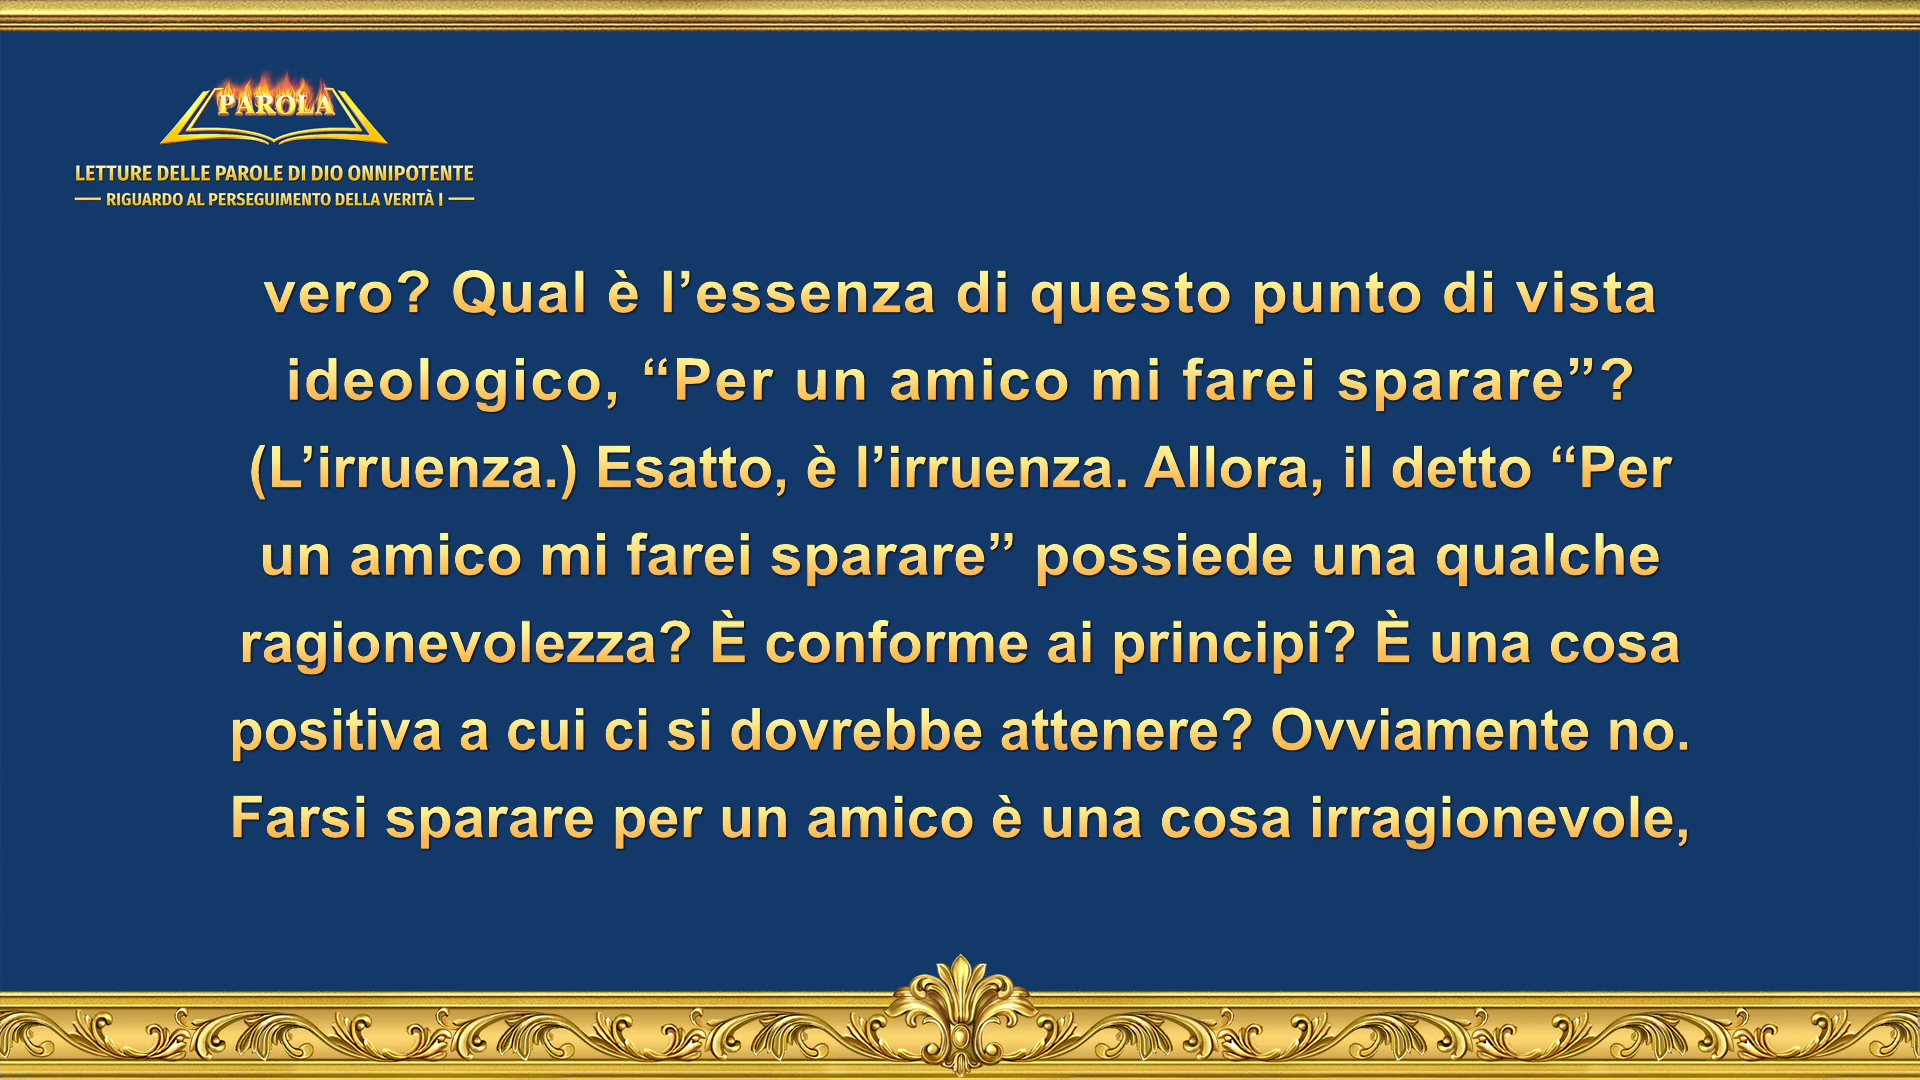 PAROLA
LETTURE DELLE PAROLE DI DIO ONNIPOTENTE
RIGUARDO AL PERSEGUIMENTO DELLA VERITÀ I
vero? Qual è l’essenza di questo punto di vista
ideologico, “Per un amico mi farei sparare”?
(L’irruenza.) Esatto, è l’irruenza. Allora, il detto “Per
un amico mi farei sparare” possiede una qualche
ragionevolezza? È conforme ai principi? È una cosa
positiva a cui ci si dovrebbe attenere? Ovviamente no.
Farsi sparare per un amico è una cosa irragionevole,